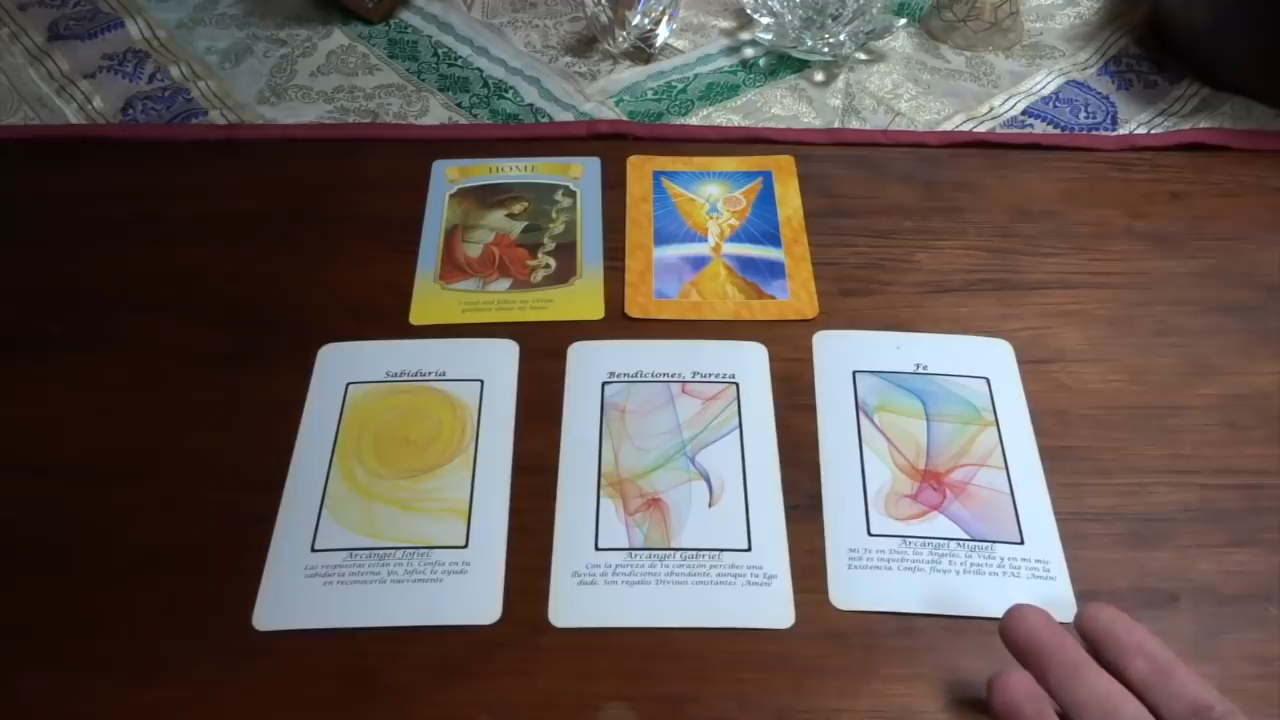 HOME
I read and follow my Divine
guidance about my home.
Sabiduría
Arcángel Jofiel:
Las respuestas están en ti. Confía en tu
sabiduría interna. Yo, Jofiel, te ayudo
en reconocerla nuevamente
Bendiciones, Pureza
Arcángel Gabriel:
Con la pureza de tu corazón percibes una
lluvia de bendiciones abundante, aunque tu Ego
dude. Son regalos Divinos constantes. ¡Amén!
Fe
Arcángel Miguel:
Mi Fe en Dios, los Ángeles, la Vida y en mi mis-
m@ es inquebrantable. Es el pacto de luz con la
Existencia. Confío, fluyo y brillo en PAZ. ¡Amén!